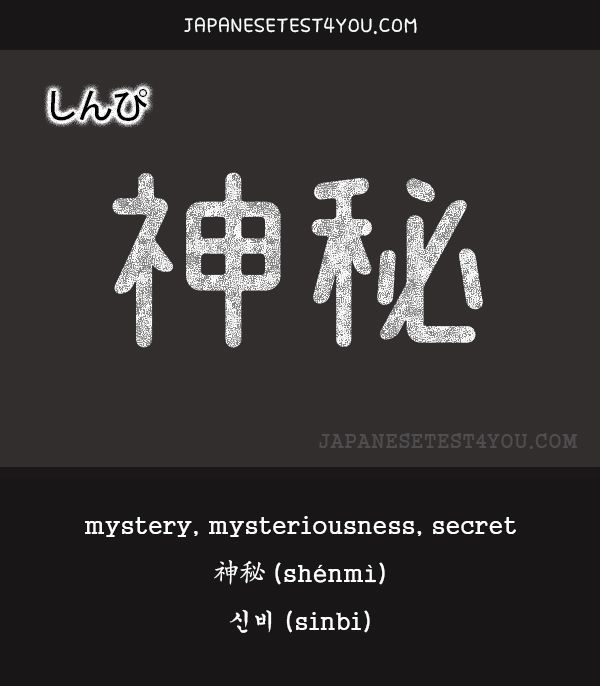 JAPANESETEST4YOU.COM
しんぴ
神秘
JAPANESETEST4YOU.COM
mystery, mysteriousness, secret
神秘 (shénmì)
신비 (sinbi)